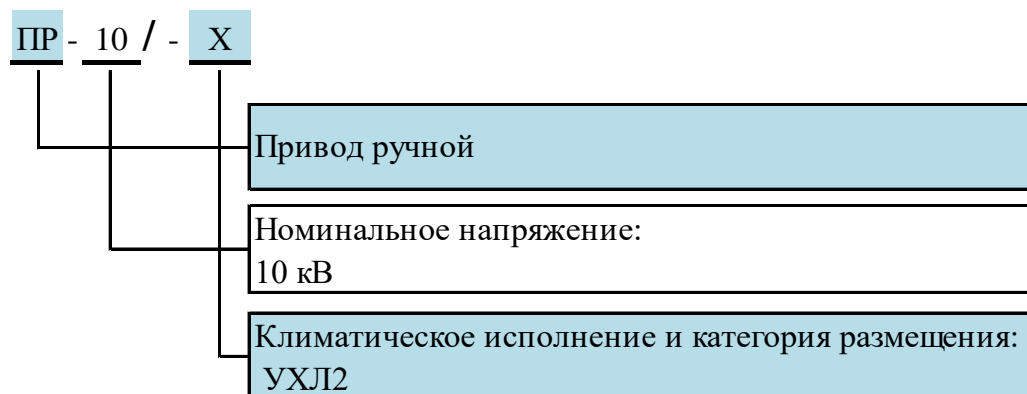 ПР - 10 / - Х
Привод ручной
Номинальное напряжение:
10 кВ
Климатическое исполнение и категория размещения:
УХЛ2